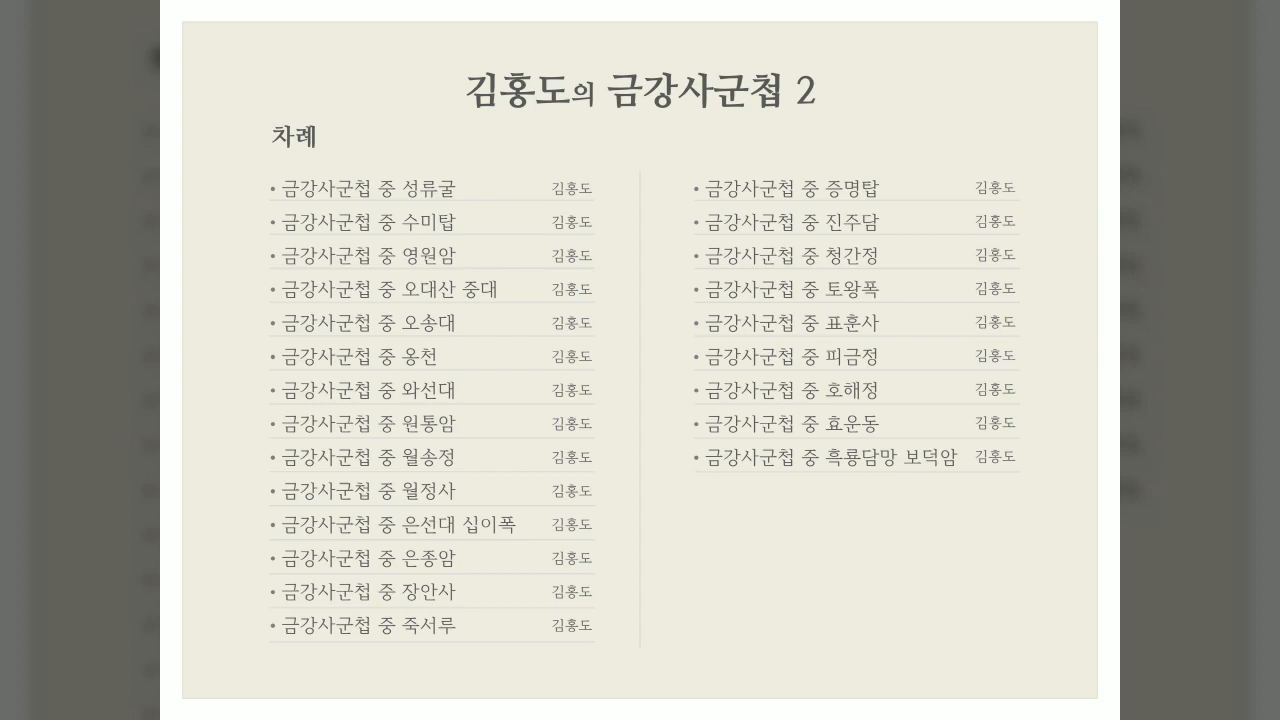 김홍도의 금강사군첩 2
차례
• 금강사군첩 중 성류굴 김홍도
• 금강사군첩 중 수미탑 김홍도
• 금강사군첩 중 영원암 김홍도
• 금강사군첩 중 오대산 중대 김홍도
• 금강사군첩 중 오송대 김홍도
• 금강사군첩 중 옹천 김홍도
• 금강사군첩 중 와선대 김홍도
• 금강사군첩 중 원통암 김홍도
• 금강사군첩 중 월송정 김홍도
• 금강사군첩 중 월정사 김홍도
• 금강사군첩 중 은선대 십이폭 김홍도
• 금강사군첩 중 은종암 김홍도
• 금강사군첩 중 장안사 김홍도
• 금강사군첩 중 죽서루 김홍도
• 금강사군첩 중 증명탑 김홍도
• 금강사군첩 중 진주담 김홍도
• 금강사군첩 중 청간정 김홍도
• 금강사군첩 중 토왕폭 김홍도
• 금강사군첩 중 표훈사 김홍도
• 금강사군첩 중 피금정 김홍도
• 금강사군첩 중 호해정 김홍도
• 금강사군첩 중 효운동 김홍도
• 금강사군첩 중 흑룡담망 보덕암 김홍도